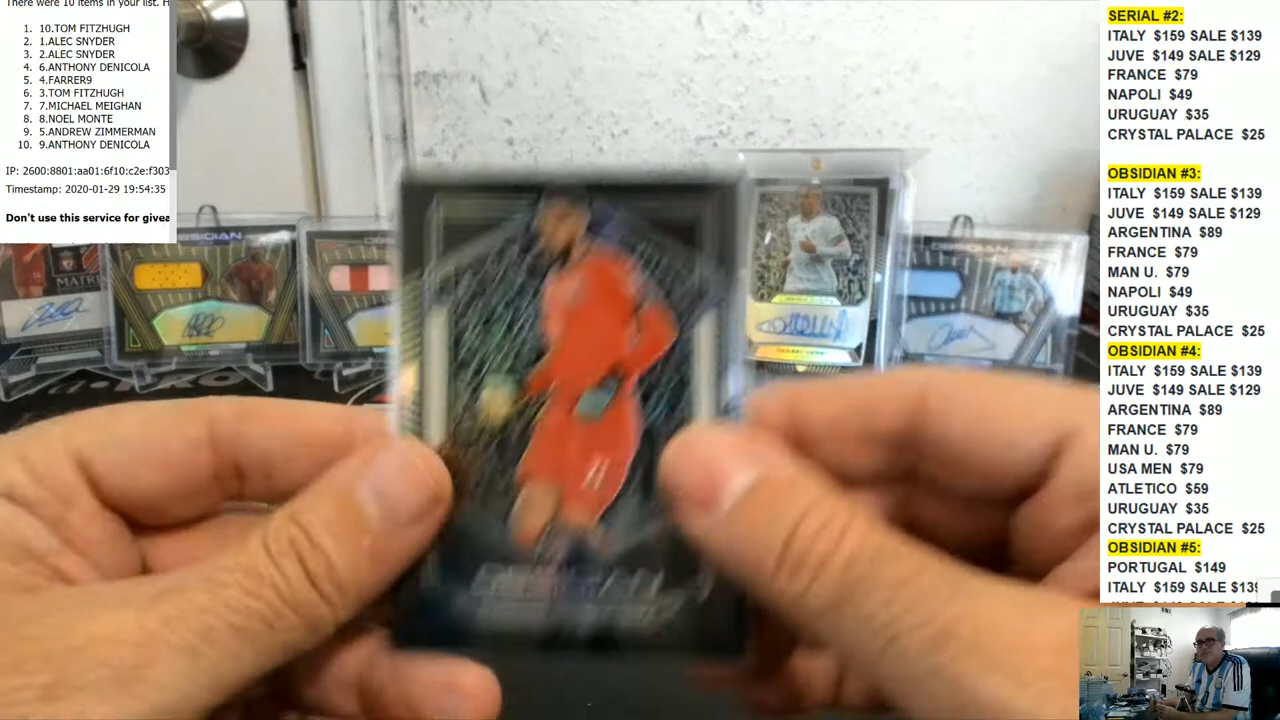 There were 10 items in your list. H
1. 10.TOM FITZHUGH
2. 1.ALEC SNYDER
3. 2.ALEC SNYDER
4. 6.ANTHONY DENICOLA
5. 4.FARRER9
6. 3.TOM FITZHUGH
7. 7.MICHAEL MEIGHAN
8. 8.NOEL MONTE
9. 5.ANDREW ZIMMERMAN
10. 9.ANTHONY DENICOLA
IP: 2600:8801:aa01:6f10:c2e:f303
Timestamp: 2020-01-29 19:54:35
Don't use this service for givea
OBSIDIAN
SERIAL #2:
ITALY $159 SALE $139
JUVE $149 SALE $129
FRANCE $79
NAPOLI $49
URUGUAY $35
CRYSTAL PALACE $25
OBSIDIAN #3:
ITALY $159 SALE $139
JUVE $149 SALE $129
ARGENTINA $89
FRANCE $79
MAN U. $79
NAPOLI $49
URUGUAY $35
CRYSTAL PALACE $25
OBSIDIAN #4:
ITALY $159 SALE $139
JUVE $149 SALE $129
ARGENTINA $89
FRANCE $79
MAN U. $79
USA MEN $79
ATLETICO $59
URUGUAY $35
CRYSTAL PALACE $25
OBSIDIAN #5:
PORTUGAL $149
ITALY $159 SALE $139